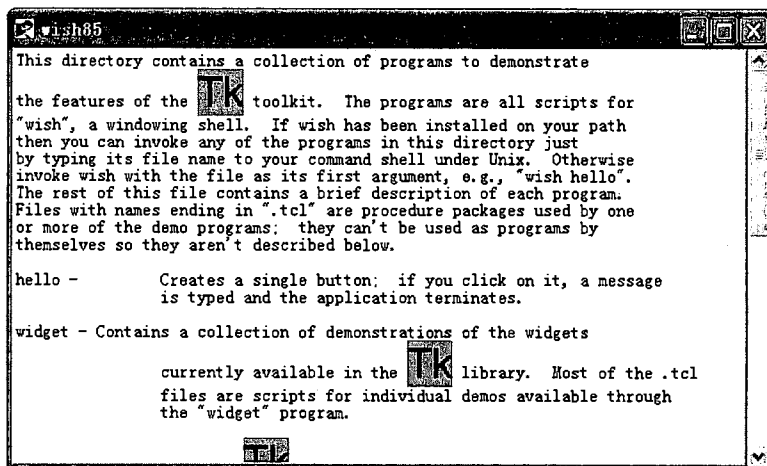 wish85
This directory contains a collection of programs to demonstrate
the features of the Tk toolkit.  The programs are all scripts for
"wish", a windowing shell.  If wish has been installed on your path
then you can invoke any of the programs in this directory just
by typing its file name to your command shell under Unix.  Otherwise
invoke wish with the file as its first argument, e.g., "wish hello".
The rest of this file contains a brief description of each program.
Files with names ending in ".tcl" are procedure packages used by one
or more of the demo programs;  they can't be used as programs by
themselves so they aren't described below.
hello -          Creates a single button;  if you click on it, a message
is typed and the application terminates.
widget - Contains a collection of demonstrations of the widgets
currently available in the Tk library.  Most of the .tcl
files are scripts for individual demos available through
the "widget" program.
Tk